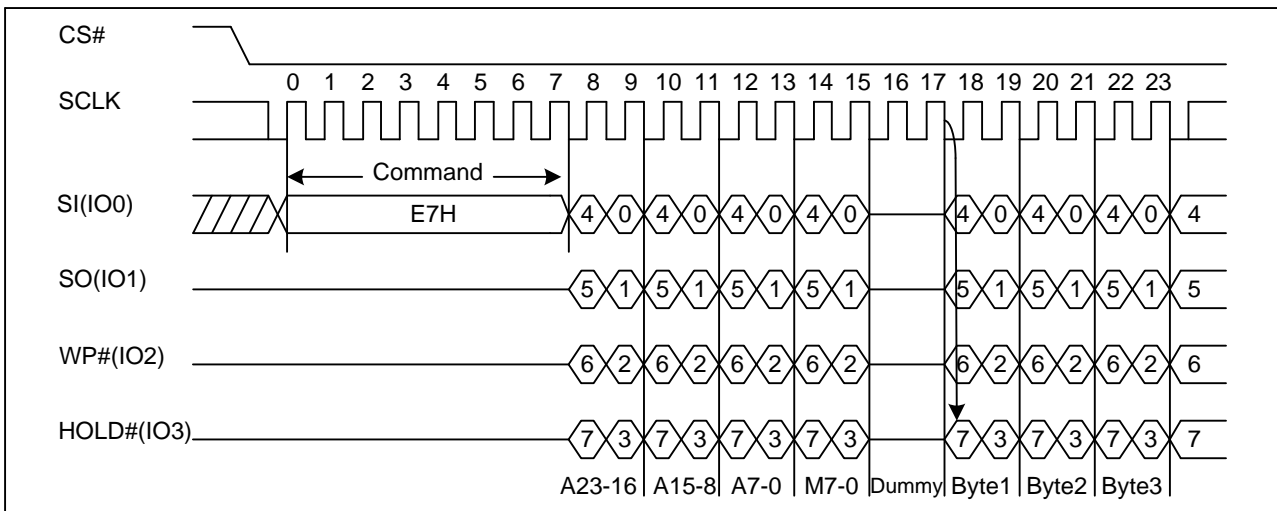 CS#
0 1 2 3 4 5 6 7 8 9 10 11 12 13 14 15 16 17 18 19 20 21 22 23
SCLK
Command
SI(IO0) E7H 4 0 4 0 4 0 4 0 4 0 4 0 4 0 4
SO(IO1) 5 1 5 1 5 1 5 1 5 1 5 1 5 1 5
WP#(IO2) 6 2 6 2 6 2 6 2 6 2 6 2 6 2 6
HOLD#(IO3) 7 3 7 3 7 3 7 3 7 3 7 3 7 3 7
A23-16 A15-8 A7-0 M7-0 Dummy Byte1 Byte2 Byte3